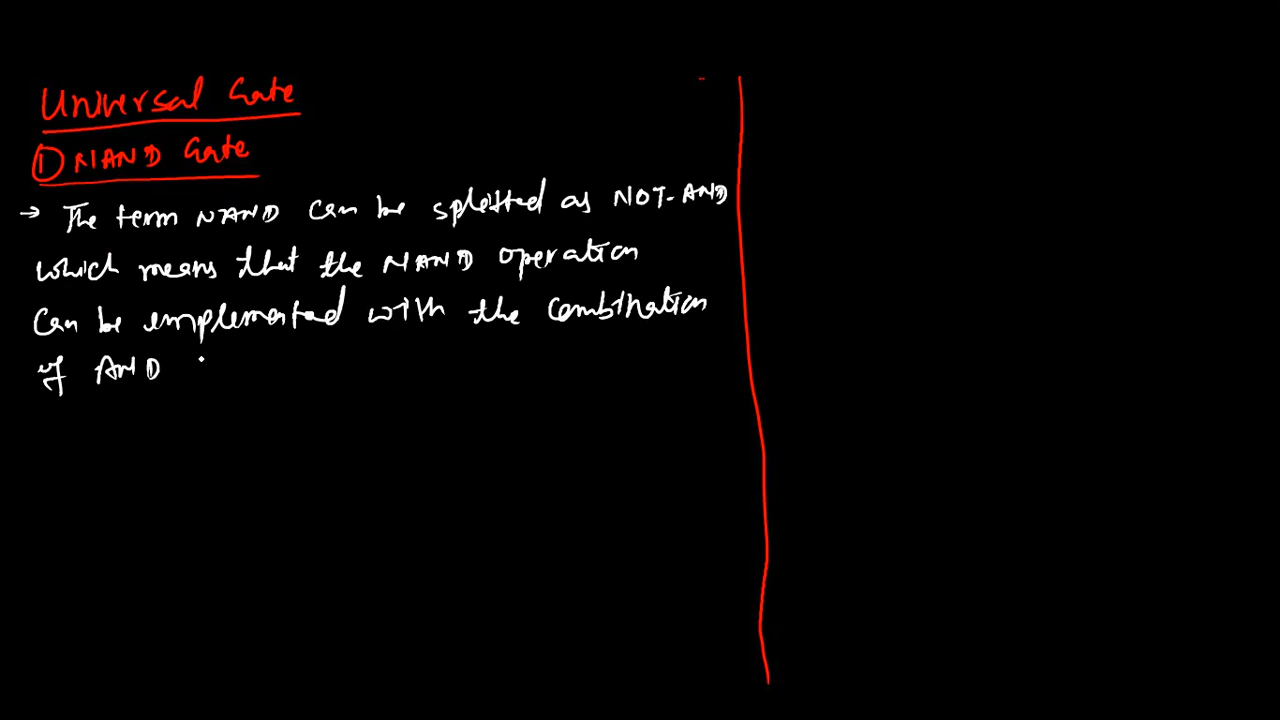 Universal Gate
① NAND Gate
→ The term NAND can be splitted as NOT-AND
which means that the NAND operation
can be implemented with the combination
of AND